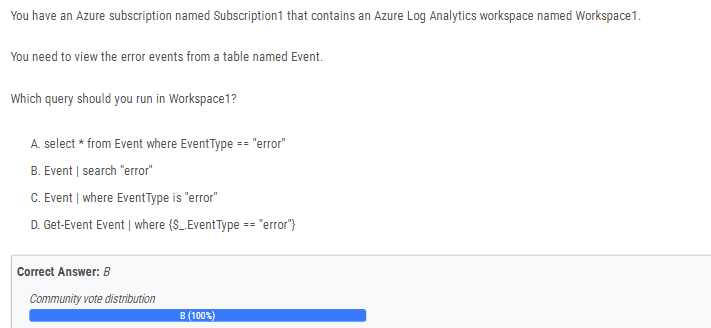 You have an Azure subscription named Subscription1 that contains an Azure Log Analytics workspace named Workspace1.
You need to view the error events from a table named Event.
Which query should you run in Workspace1?
A. select * from Event where EventType == "error"
B. Event | search "error"
C. Event | where EventType is "error"
D. Get-Event Event | where {$_.EventType == "error"}
Correct Answer: B
Community vote distribution
B (100%)